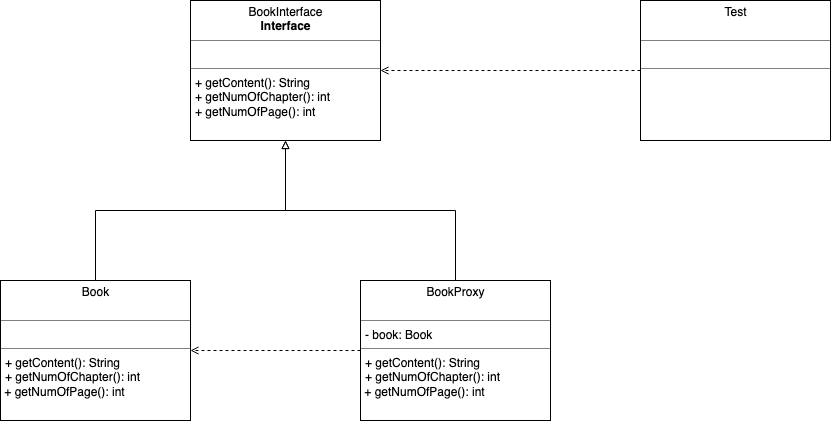 BookInterface
Interface
+ getContent(): String
+ getNumOfChapter(): int
+ getNumOfPage(): int
Test
Book
+ getContent(): String
+ getNumOfChapter(): int
+ getNumOfPage(): int
BookProxy
- book: Book
+ getContent(): String
+ getNumOfChapter(): int
+ getNumOfPage(): int